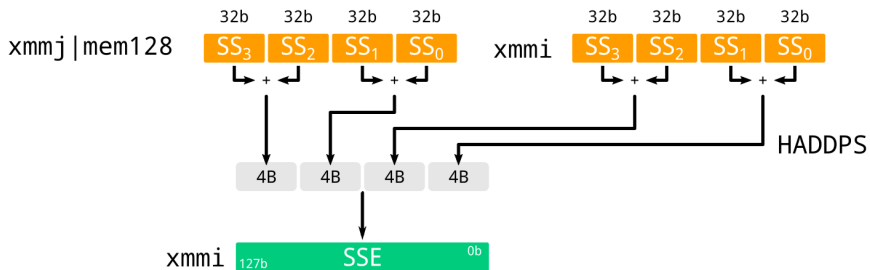 32b 32b 32b 32b 32b 32b 32b 32b
xmmj|mem128 SS3 SS2 SS1 SS0 xmmi SS3 SS2 SS1 SS0
+ + + +
HADDPS
4B 4B 4B 4B
xmmi 127b SSE 0b